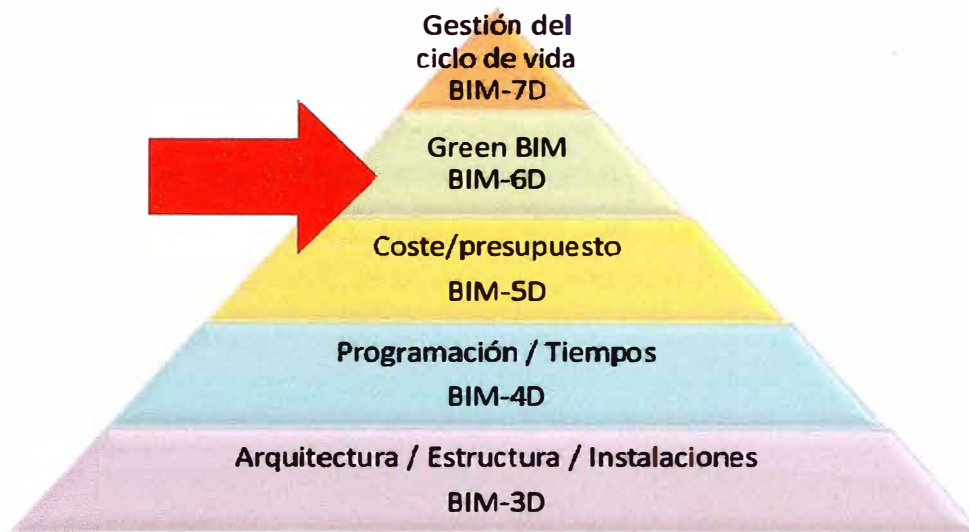 Gestión del
ciclo de vida
BIM-7D
Green BIM
BIM-6D
Coste/presupuesto
BIM-5D
Programación / Tiempos
BIM-4D
Arquitectura / Estructura / Instalaciones
BIM-3D